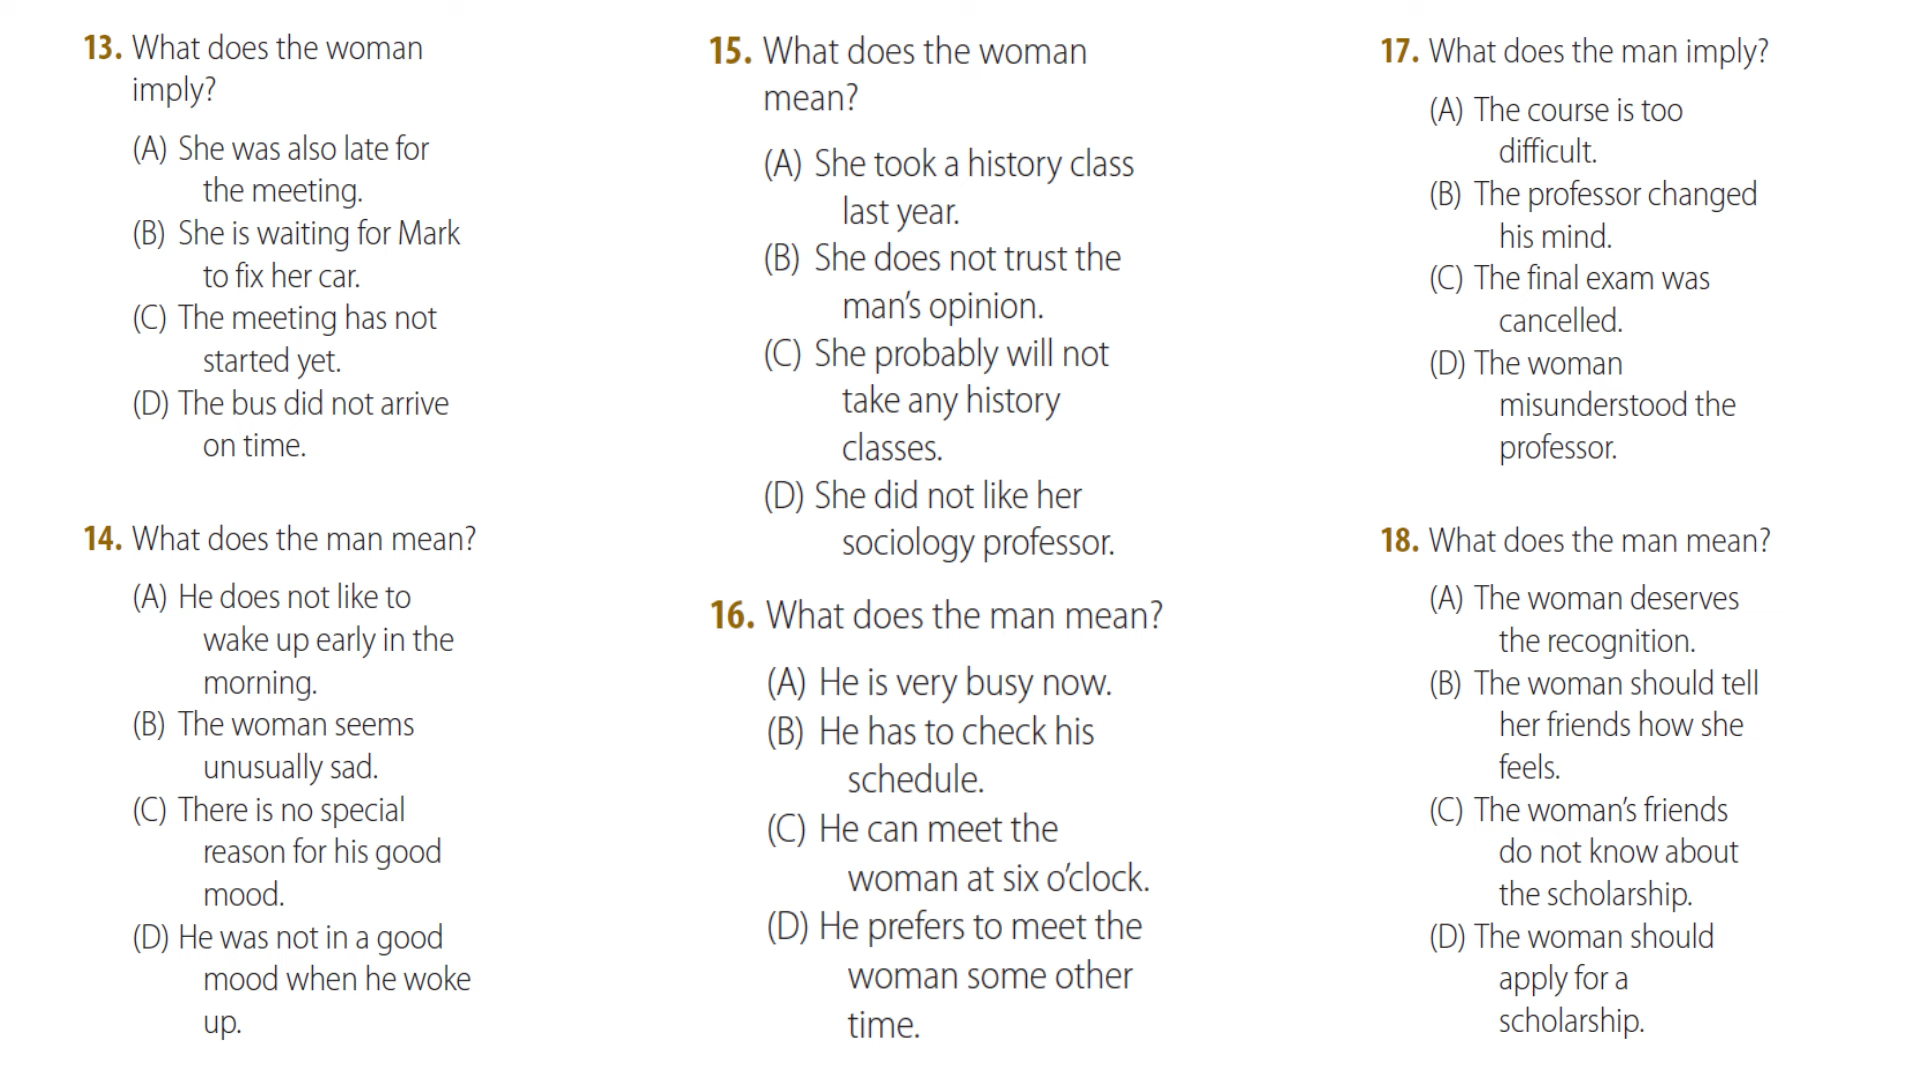 13. What does the woman
imply?
(A) She was also late for
the meeting.
(B) She is waiting for Mark
to fix her car.
(C) The meeting has not
started yet.
(D) The bus did not arrive
on time.
14. What does the man mean?
(A) He does not like to
wake up early in the
morning.
(B) The woman seems
unusually sad.
(C) There is no special
reason for his good
mood.
(D) He was not in a good
mood when he woke
up.
15. What does the woman
mean?
(A) She took a history class
last year.
(B) She does not trust the
man’s opinion.
(C) She probably will not
take any history
classes.
(D) She did not like her
sociology professor.
16. What does the man mean?
(A) He is very busy now.
(B) He has to check his
schedule.
(C) He can meet the
woman at six o’clock.
(D) He prefers to meet the
woman some other
time.
17. What does the man imply?
(A) The course is too
difficult.
(B) The professor changed
his mind.
(C) The final exam was
cancelled.
(D) The woman
misunderstood the
professor.
18. What does the man mean?
(A) The woman deserves
the recognition.
(B) The woman should tell
her friends how she
feels.
(C) The woman’s friends
do not know about
the scholarship.
(D) The woman should
apply for a
scholarship.